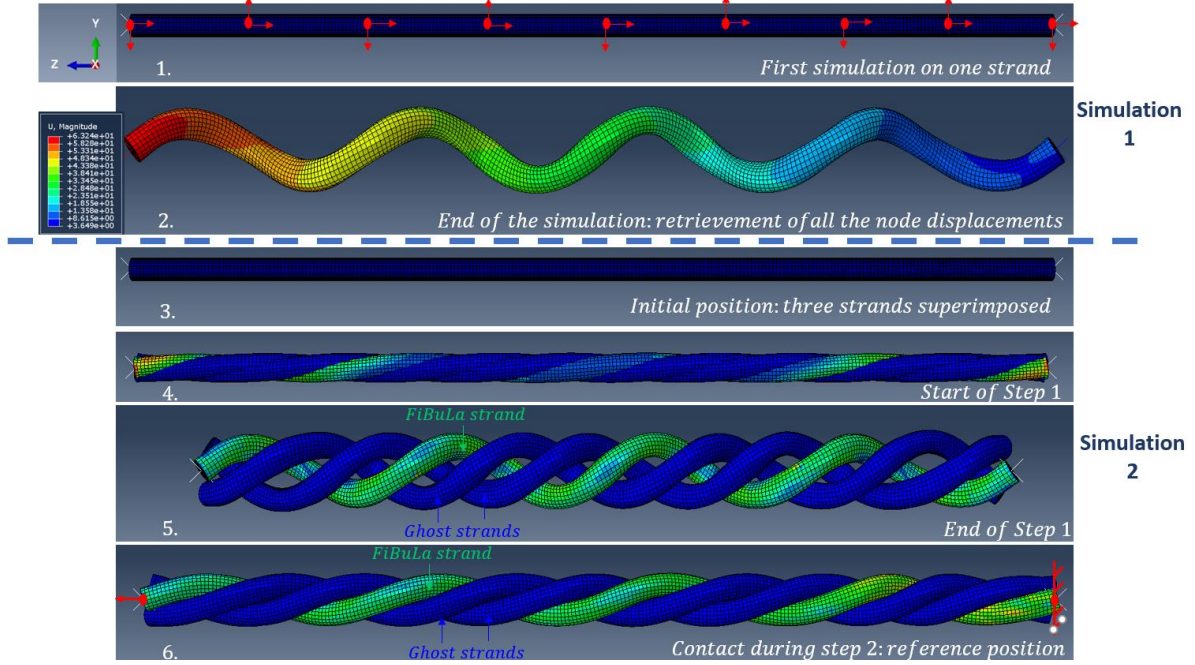 Y
Z
X
1.
First simulation on one strand
U, Magnitude
+6.324e+01
+5.828e+01
+5.331e+01
+4.834e+01
+4.338e+01
+3.841e+01
+3.345e+01
+2.848e+01
+2.351e+01
+1.855e+01
+1.358e+01
+8.615e+00
+3.649e+00
Simulation
1
2.
End of the simulation: retrievement of all the node displacements
3.
Initial position: three strands superimposed
4.
Start of Step 1
FiBuLa strand
Simulation
2
5.
Ghost strands
End of Step 1
FiBuLa strand
6.
Ghost strands
Contact during step 2: reference position